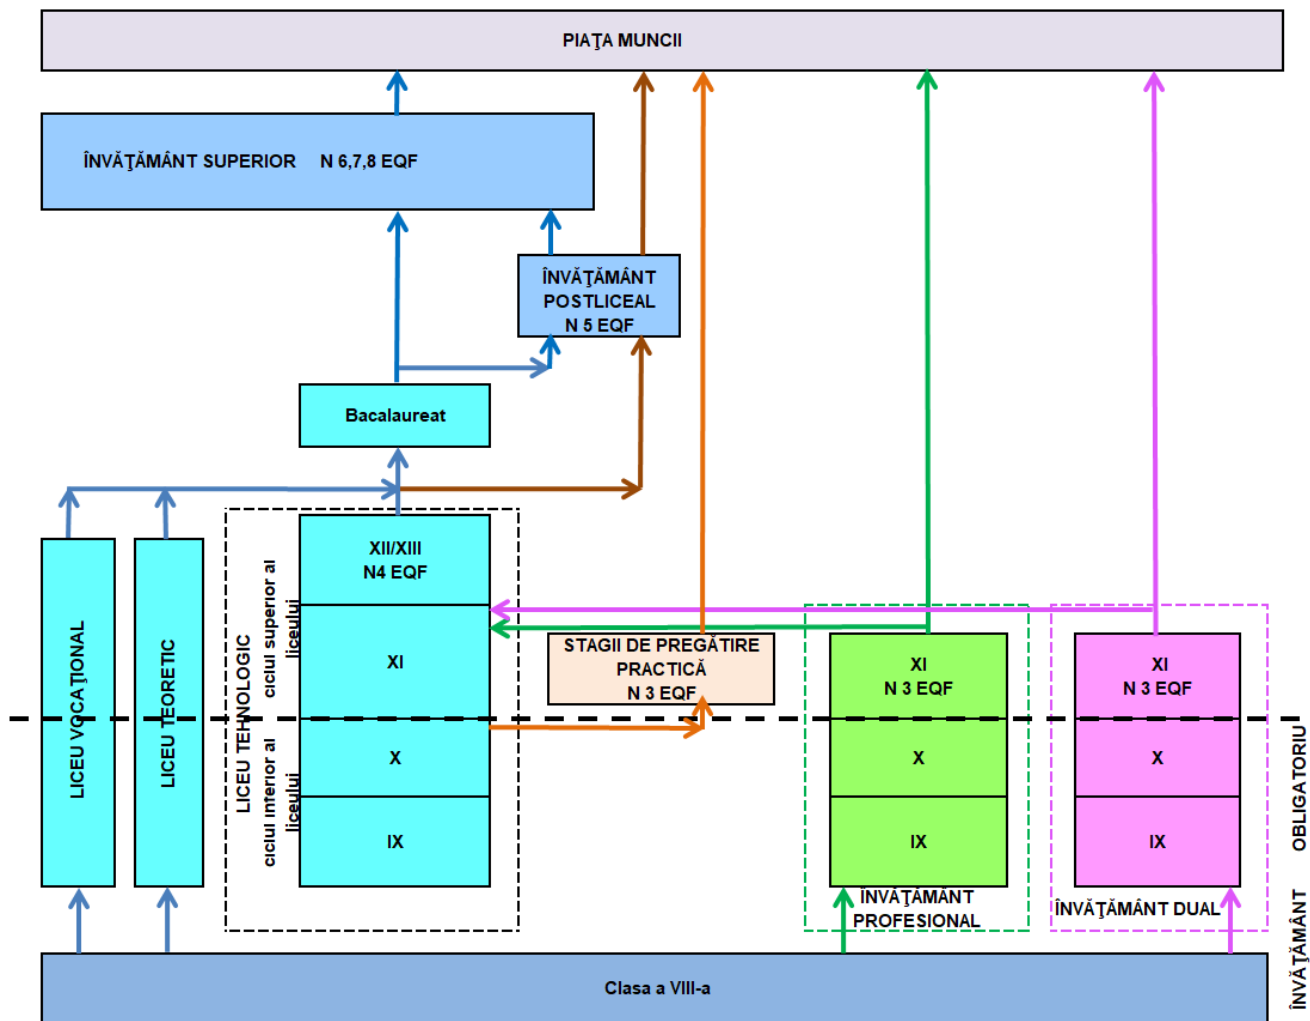 PIAŢA MUNCII
ÎNVĂŢĂMÂNT SUPERIOR N 6,7,8 EQF
ÎNVĂŢĂMÂNT
POSTLICEAL
N 5 EQF
Bacalaureat
LICEU VOCAŢIONAL
LICEU TEORETIC
LICEU TEHNOLOGIC
ciclul superior al
liceului
ciclul inferior al
liceului
XII/XIII
N4 EQF
XI
X
IX
STAGII DE PREGĂTIRE
PRACTICĂ
N 3 EQF
XI
N 3 EQF
X
IX
ÎNVĂŢĂMÂNT
PROFESIONAL
XI
N 3 EQF
X
IX
ÎNVĂŢĂMÂNT DUAL
ÎNVĂŢĂMÂNT OBLIGATORIU
Clasa a VIII-a